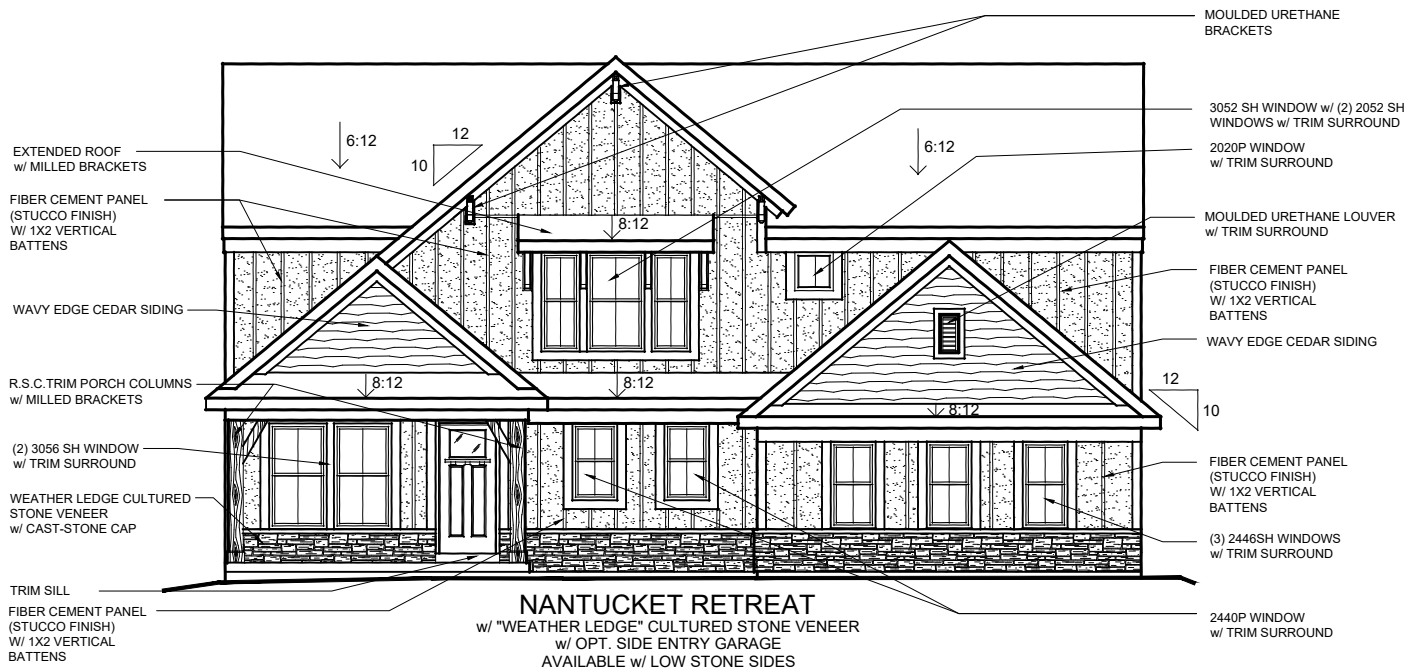 MOULDED URETHANE
BRACKETS
3052 SH WINDOW w/ (2) 2052 SH
WINDOWS w/ TRIM SURROUND
2020P WINDOW
w/ TRIM SURROUND
MOULDED URETHANE LOUVER
w/ TRIM SURROUND
FIBER CEMENT PANEL
(STUCCO FINISH)
W/ 1X2 VERTICAL
BATTENS
WAVY EDGE CEDAR SIDING
12
10
FIBER CEMENT PANEL
(STUCCO FINISH)
W/ 1X2 VERTICAL
BATTENS
(3) 2446SH WINDOWS
w/ TRIM SURROUND
2440P WINDOW
w/ TRIM SURROUND
EXTENDED ROOF
w/ MILLED BRACKETS
FIBER CEMENT PANEL
(STUCCO FINISH)
W/ 1X2 VERTICAL
BATTENS
WAVY EDGE CEDAR SIDING
R.S.C.TRIM PORCH COLUMNS
w/ MILLED BRACKETS
(2) 3056 SH WINDOW
w/ TRIM SURROUND
WEATHER LEDGE CULTURED
STONE VENEER
w/ CAST-STONE CAP
TRIM SILL
FIBER CEMENT PANEL
(STUCCO FINISH)
W/ 1X2 VERTICAL
BATTENS
6:12
12
10
6:12
8:12
8:12
8:12
8:12
NANTUCKET RETREAT
w/ "WEATHER LEDGE" CULTURED STONE VENEER
w/ OPT. SIDE ENTRY GARAGE
AVAILABLE w/ LOW STONE SIDES